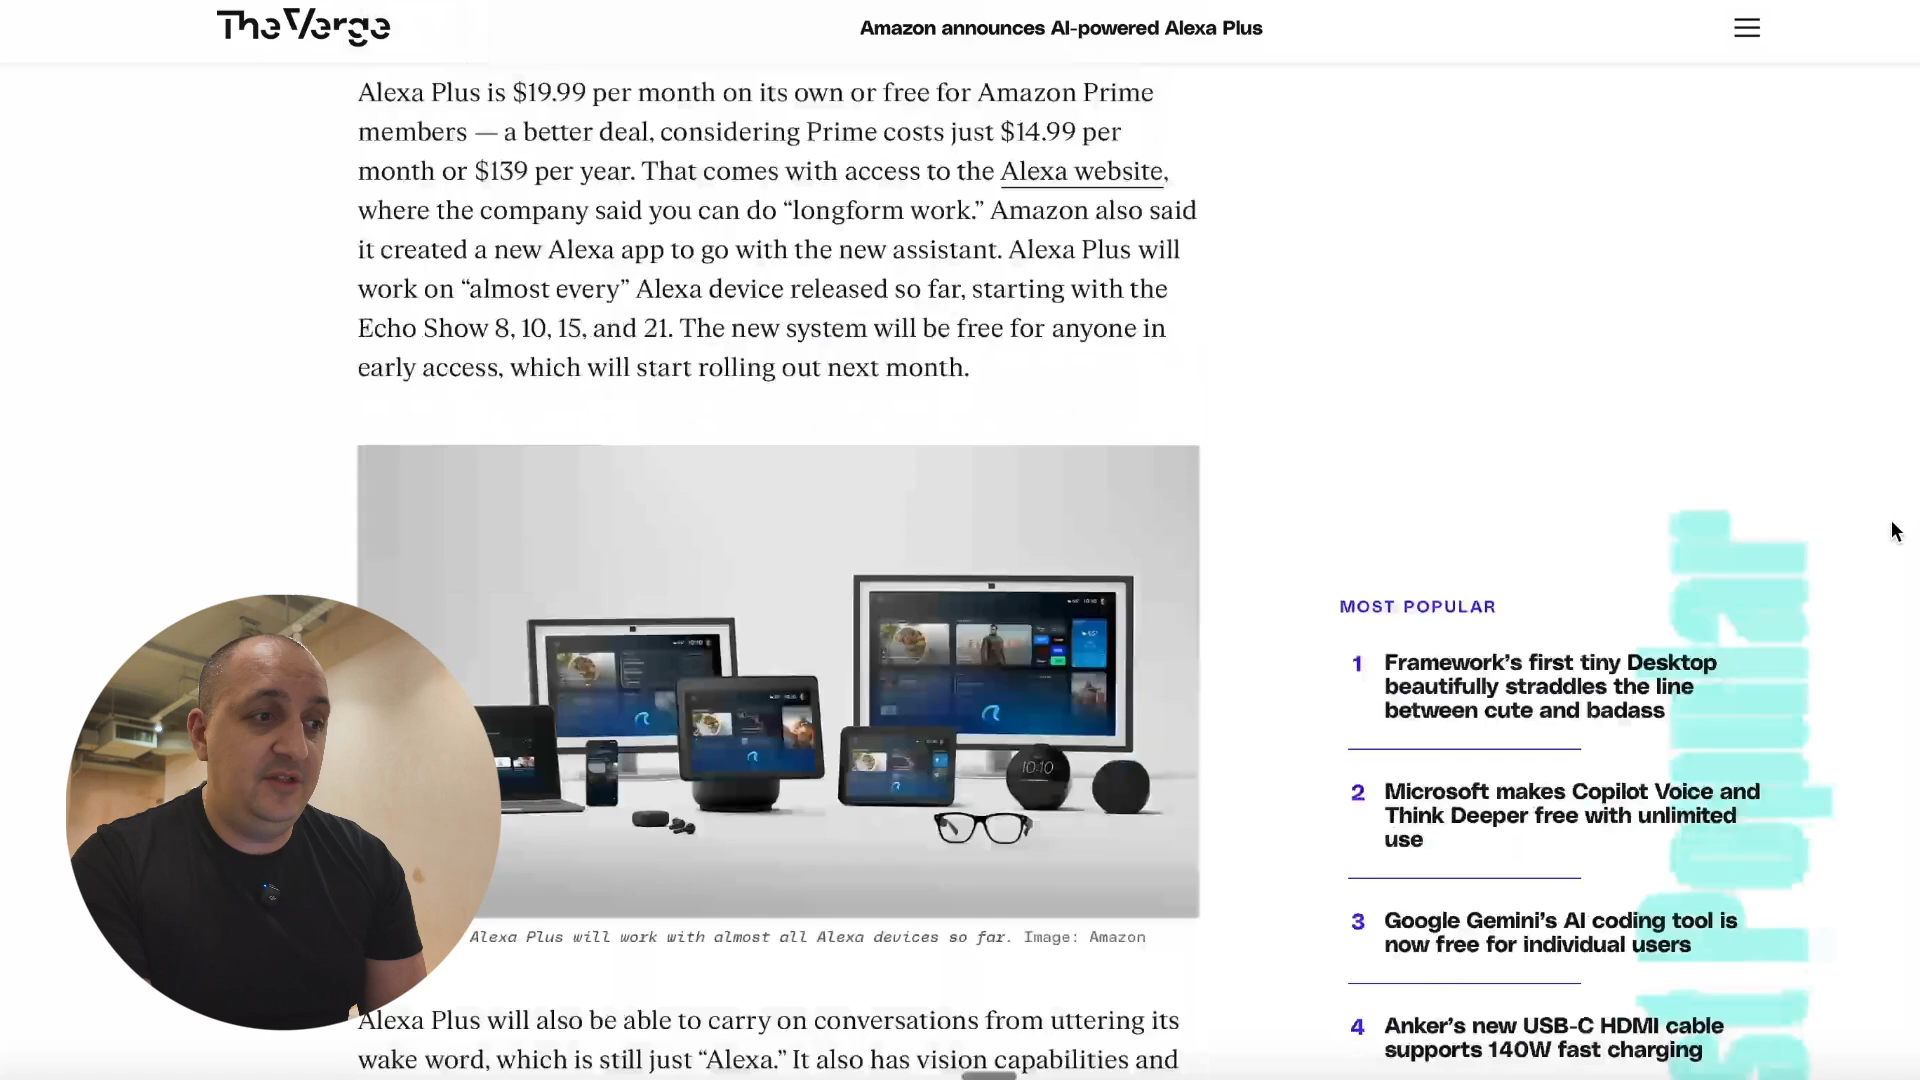 The Verge
Amazon announces AI-powered Alexa Plus
Alexa Plus is $19.99 per month on its own or free for Amazon Prime
members — a better deal, considering Prime costs just $14.99 per
month or $139 per year. That comes with access to the Alexa website,
where the company said you can do “longform work.” Amazon also said
it created a new Alexa app to go with the new assistant. Alexa Plus will
work on “almost every” Alexa device released so far, starting with the
Echo Show 8, 10, 15, and 21. The new system will be free for anyone in
early access, which will start rolling out next month.
10:10
Alexa Plus will work with almost all Alexa devices so far. Image: Amazon
Alexa Plus will also be able to carry on conversations from uttering its
wake word, which is still just “Alexa.” It also has vision capabilities and
MOST POPULAR
1 Framework’s first tiny Desktop
beautifully straddles the line
between cute and badass
2 Microsoft makes Copilot Voice and
Think Deeper free with unlimited
use
3 Google Gemini’s AI coding tool is
now free for individual users
4 Anker’s new USB-C HDMI cable
supports 140W fast charging